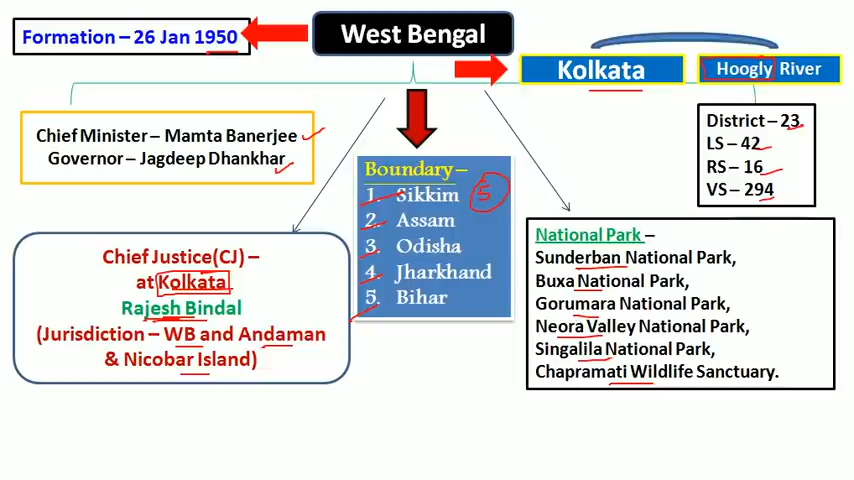 West Bengal
Formation – 26 Jan 1950
Kolkata
Hoogly River
Chief Minister – Mamta Banerjee
Governor – Jagdeep Dhankhar
District – 23
LS – 42
RS – 16
VS – 294
Boundary –
1. Sikkim
5
2. Assam
3. Odisha
4. Jharkhand
5. Bihar
Chief Justice(CJ) –
at Kolkata
Rajesh Bindal
(Jurisdiction – WB and Andaman
& Nicobar Island)
National Park –
Sunderban National Park,
Buxa National Park,
Gorumara National Park,
Neora Valley National Park,
Singalila National Park,
Chapramati Wildlife Sanctuary.